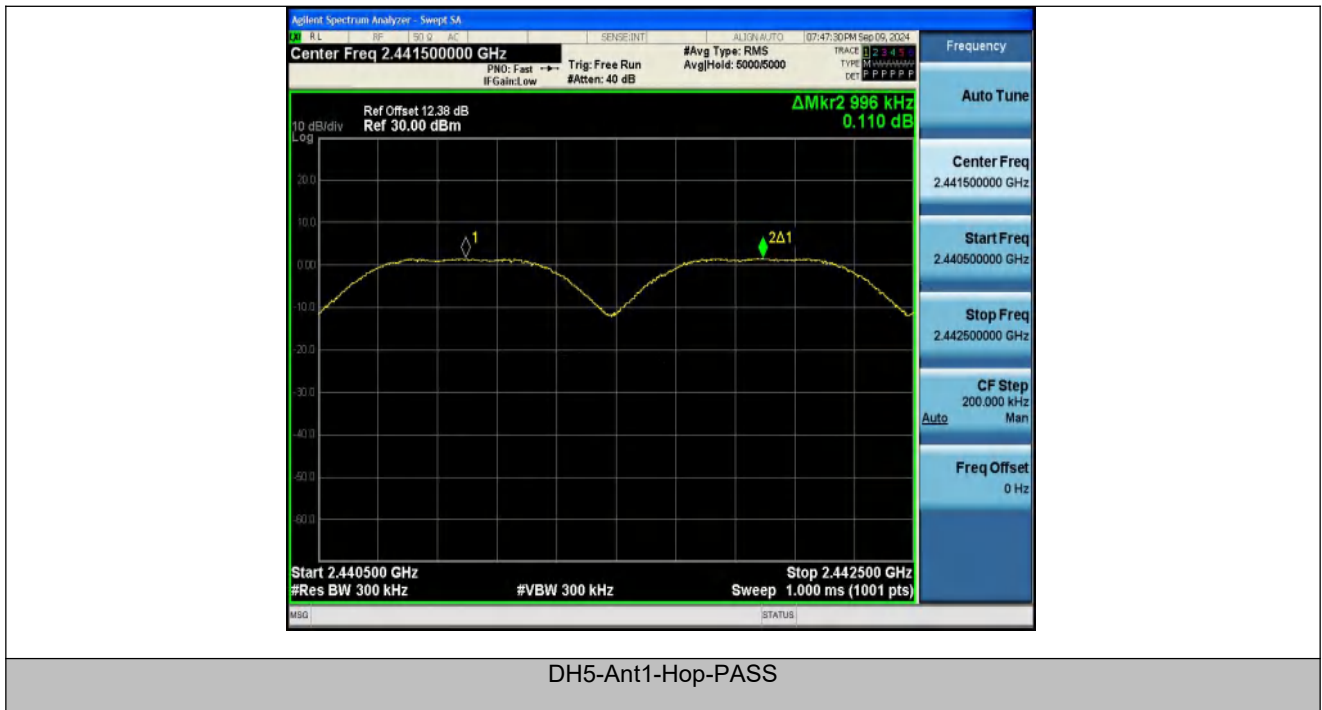 Agilent Spectrum Analyzer - Swept SA
RL RF 50 Ω AC SENSE:INT ALIGN AUTO 07:47:30 PM Sep 09, 2024
Center Freq 2.441500000 GHz
PNO: Fast
IFGain:Low
Trig: Free Run
#Atten: 40 dB
#Avg Type: RMS
Avg|Hold: 5000/5000
TRACE 1 2 3 4 5 6
TYPE M
DET P P P P P P
ΔMkr2 996 kHz
0.110 dB
Ref Offset 12.38 dB
10 dB/div Ref 30.00 dBm
Log
20.0
10.0
0.00
-10.0
-20.0
-30.0
-40.0
-50.0
-60.0
1
2Δ1
Start 2.440500 GHz
Stop 2.442500 GHz
#Res BW 300 kHz
#VBW 300 kHz
Sweep 1.000 ms (1001 pts)
MSG
STATUS
Frequency
Auto Tune
Center Freq
2.441500000 GHz
Start Freq
2.440500000 GHz
Stop Freq
2.442500000 GHz
CF Step
200.000 kHz
Auto Man
Freq Offset
0 Hz
DH5-Ant1-Hop-PASS